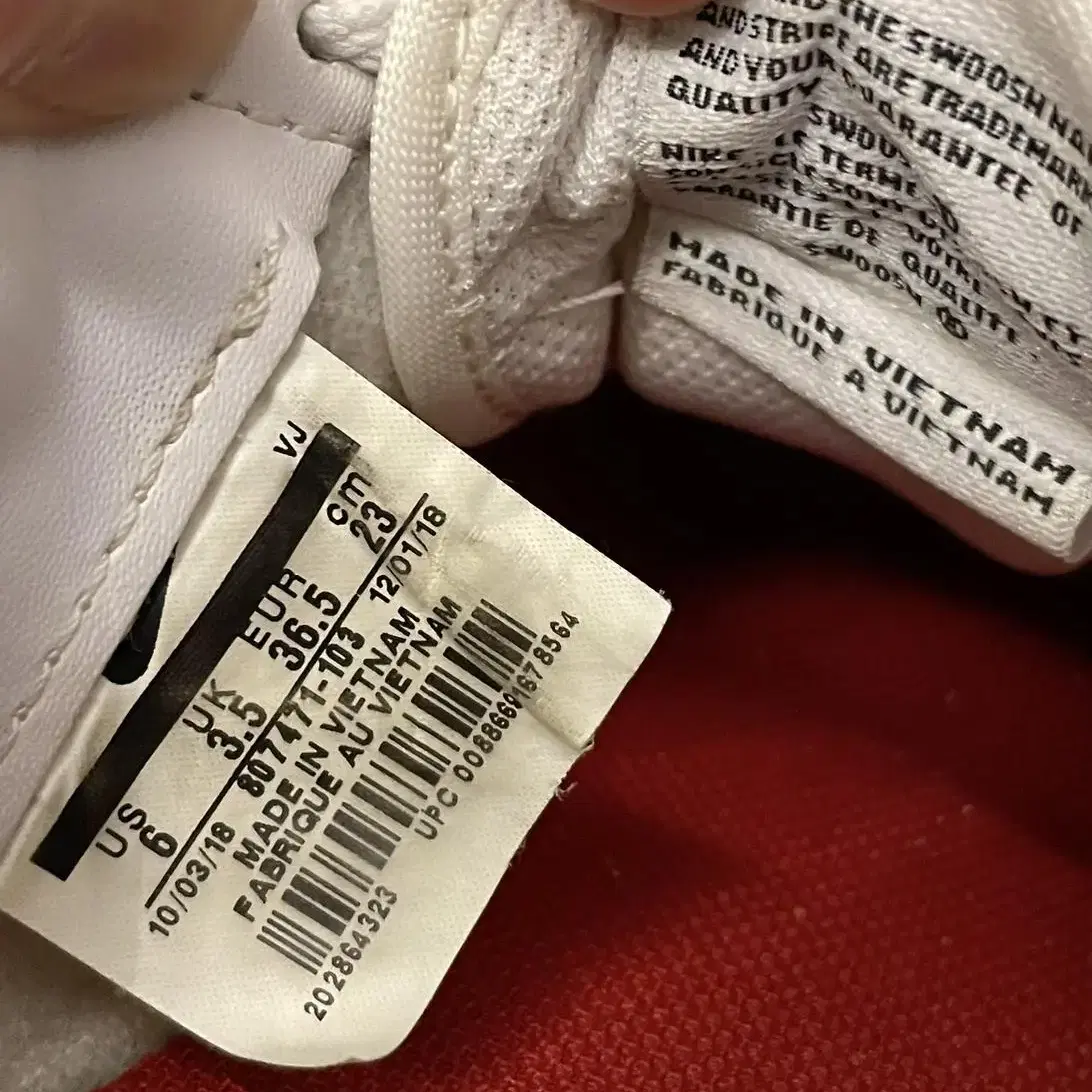 THE SWOOSH
AND STRIPE ARE TRADEMARK
AND YOUR GUARANTEE OF
QUALITY
NIKE
TERME
GARANTIE DE QUALITE.
SWOOSH ®
MADE IN VIETNAM
FABRIQUE A VIETNAM
VJ
US UK EUR cm
6 3.5 36.5 23
10/03/18 807471-103 12/01/18
MADE IN VIETNAM
FABRIQUE AU VIETNAM
202864323
UPC 00886691678564